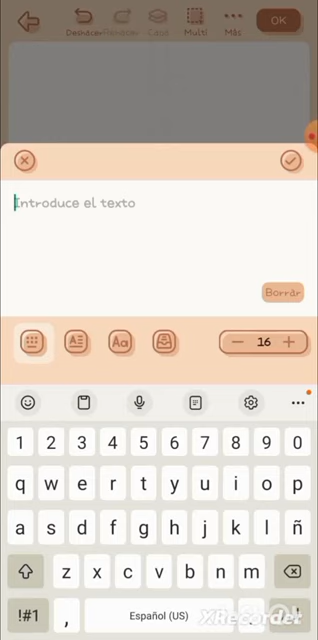 Deshacer Rehacer Capa Multi Más OK
Introduce el texto
Borrar
A Aa 16
1 2 3 4 5 6 7 8 9 0
q w e r t y u i o p
a s d f g h j k l ñ
z x c v b n m
!#1 , Español (US) .
XRecorder